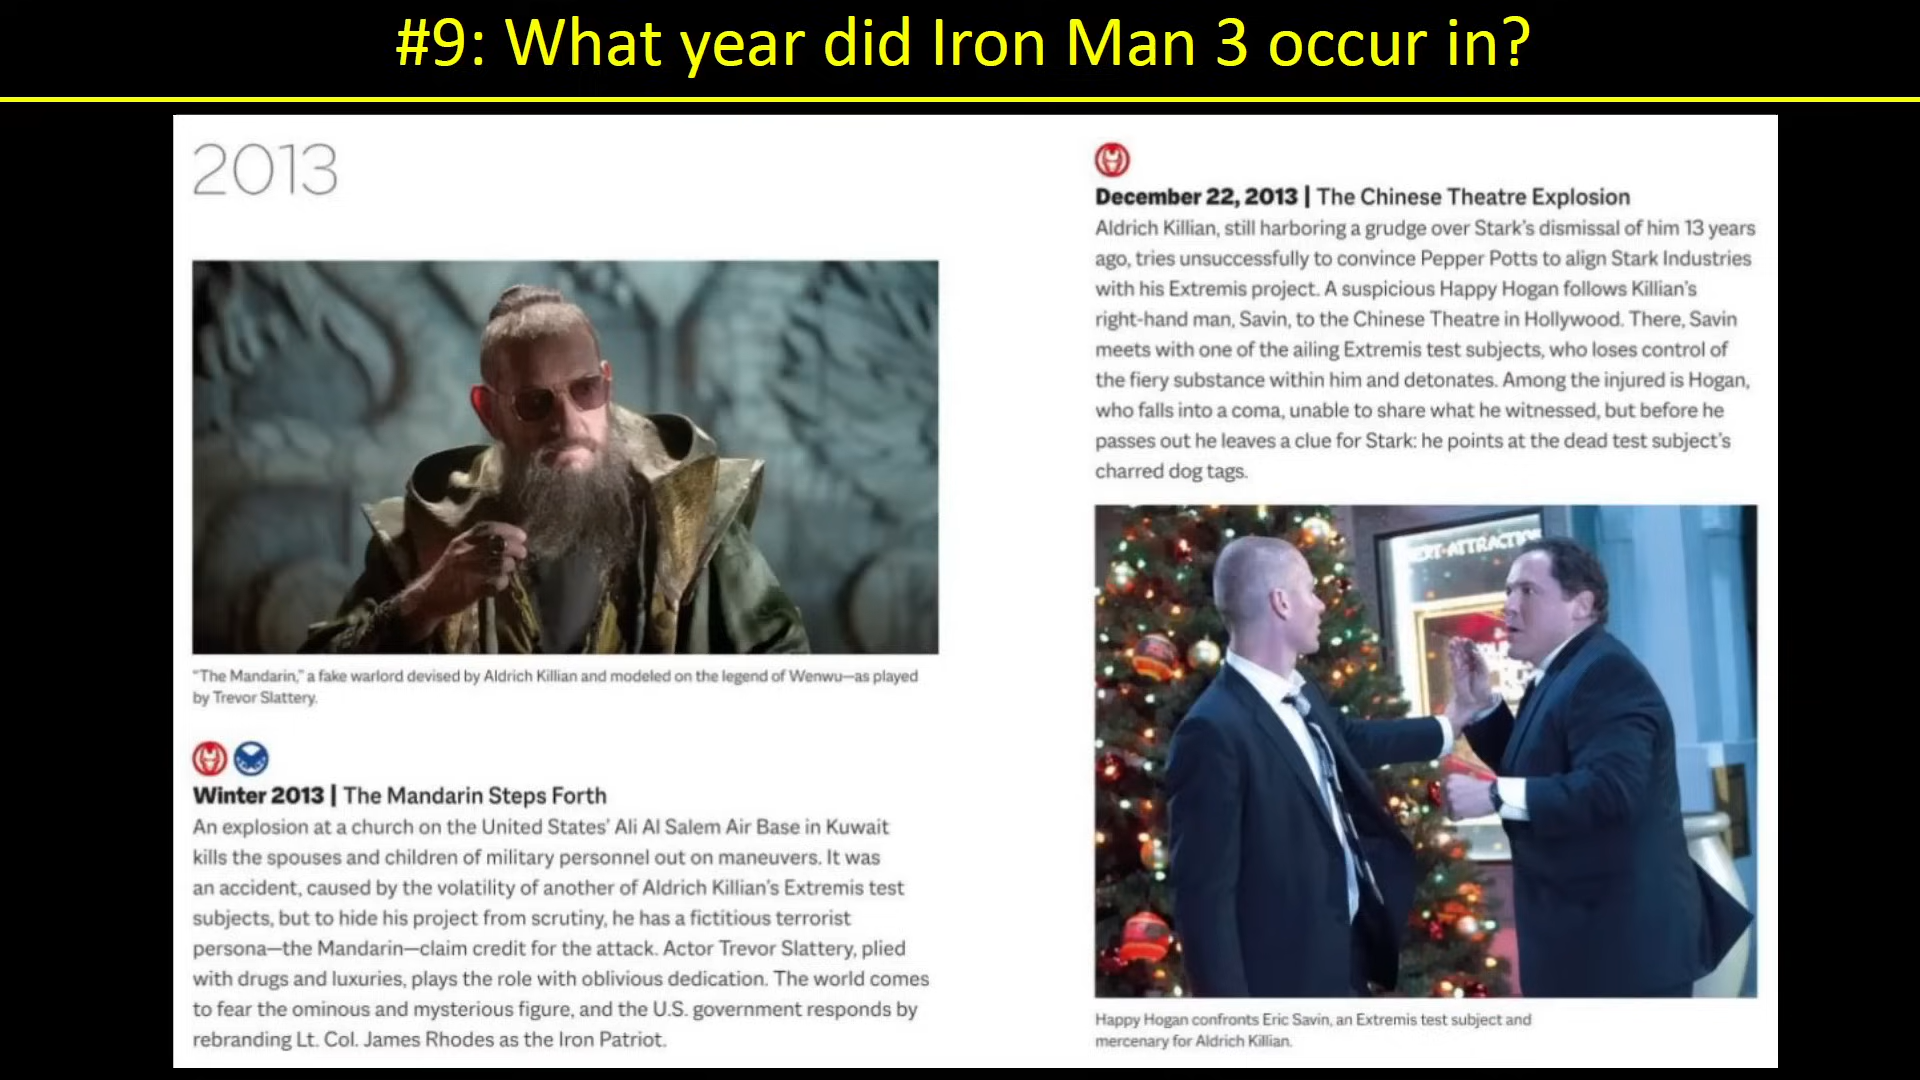 #9: What year did Iron Man 3 occur in?
2013
"The Mandarin," a fake warlord devised by Aldrich Killian and modeled on the legend of Wenwu—as played
by Trevor Slattery.
Winter 2013 | The Mandarin Steps Forth
An explosion at a church on the United States' Ali Al Salem Air Base in Kuwait
kills the spouses and children of military personnel out on maneuvers. It was
an accident, caused by the volatility of another of Aldrich Killian's Extremis test
subjects, but to hide his project from scrutiny, he has a fictitious terrorist
persona—the Mandarin—claim credit for the attack. Actor Trevor Slattery, plied
with drugs and luxuries, plays the role with oblivious dedication. The world comes
to fear the ominous and mysterious figure, and the U.S. government responds by
rebranding Lt. Col. James Rhodes as the Iron Patriot.
December 22, 2013 | The Chinese Theatre Explosion
Aldrich Killian, still harboring a grudge over Stark's dismissal of him 13 years
ago, tries unsuccessfully to convince Pepper Potts to align Stark Industries
with his Extremis project. A suspicious Happy Hogan follows Killian's
right-hand man, Savin, to the Chinese Theatre in Hollywood. There, Savin
meets with one of the ailing Extremis test subjects, who loses control of
the fiery substance within him and detonates. Among the injured is Hogan,
who falls into a coma, unable to share what he witnessed, but before he
passes out he leaves a clue for Stark: he points at the dead test subject's
charred dog tags.
ATTRACTION
Happy Hogan confronts Eric Savin, an Extremis test subject and
mercenary for Aldrich Killian.